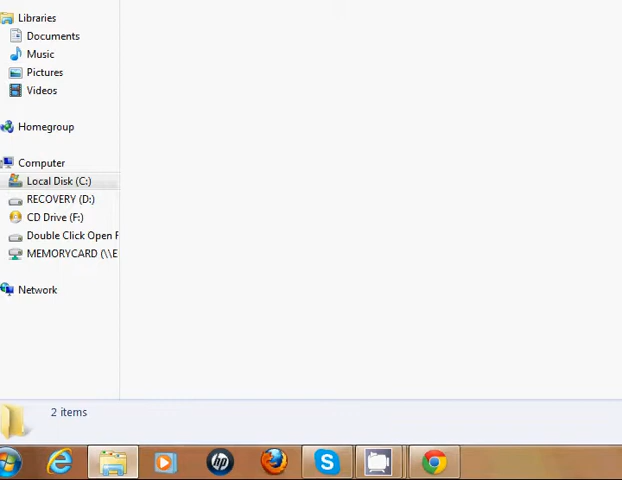 Libraries
Documents
Music
Pictures
Videos
Homegroup
Computer
Local Disk (C:)
RECOVERY (D:)
CD Drive (F:)
Double Click Open F
MEMORYCARD (\\E
Network
2 items
hp
S